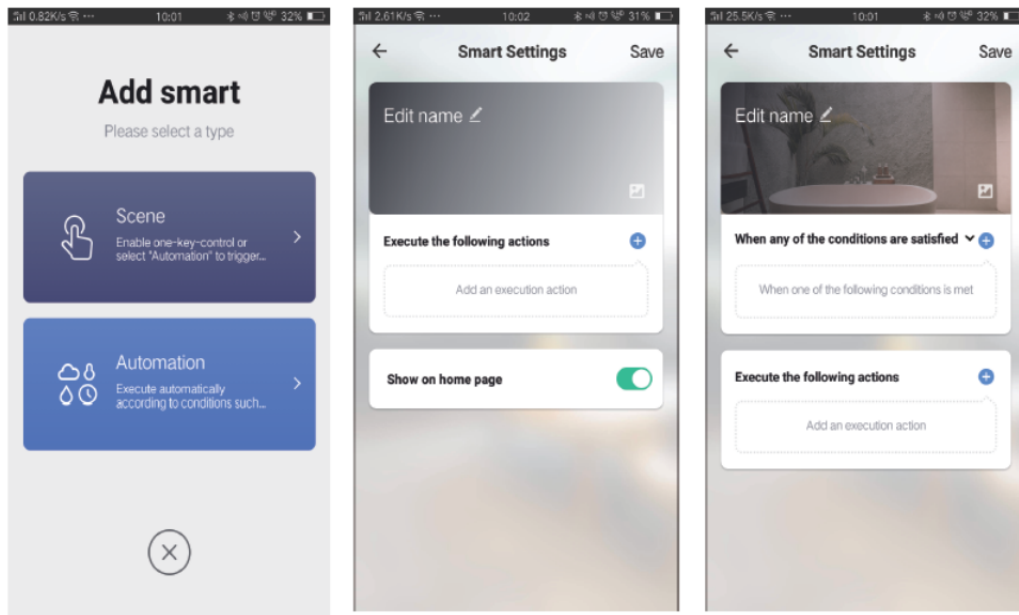 0.82K/s 10:01 32%
Add smart
Please select a type
Scene
Enable one-key-control or
select "Automation" to trigger...
Automation
Execute automatically
according to conditions such...
2.61K/s 10:02 31%
Smart Settings Save
Edit name
Execute the following actions
Add an execution action
Show on home page
25.5K/s 10:01 32%
Smart Settings Save
Edit name
When any of the conditions are satisfied
When one of the following conditions is met
Execute the following actions
Add an execution action